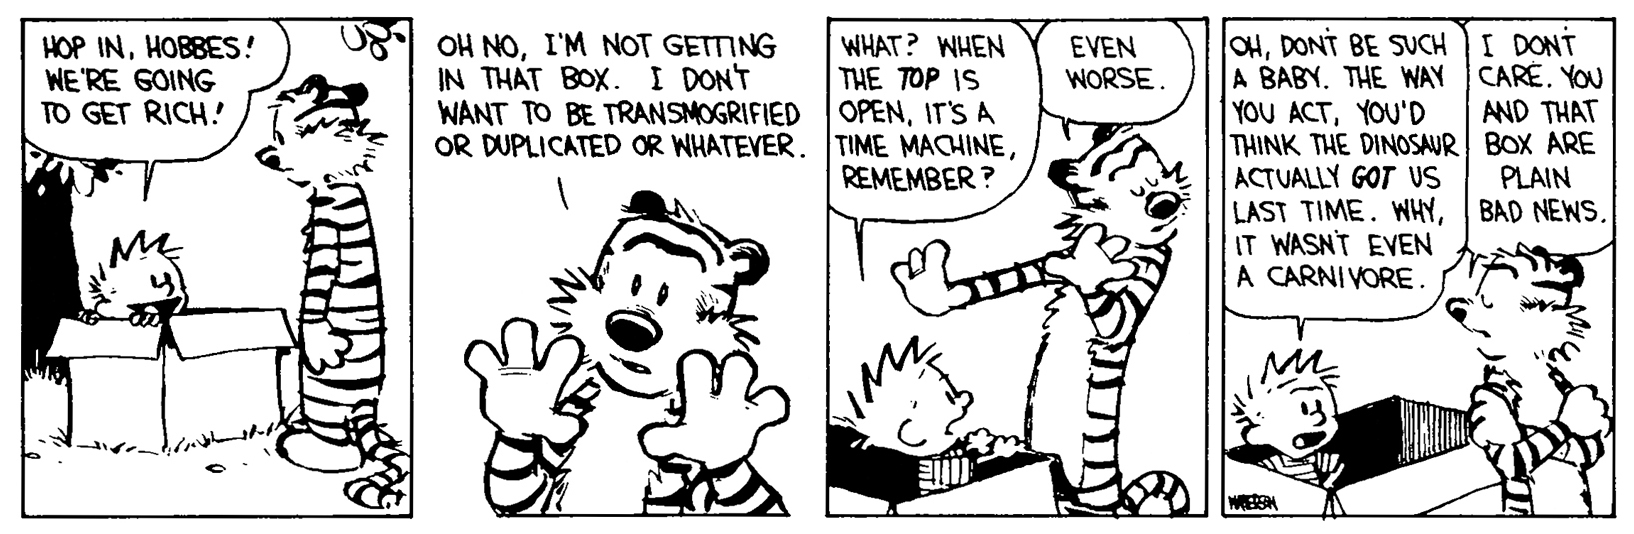 HOP IN, HOBBES!
WE'RE GOING
TO GET RICH!
OH NO, I'M NOT GETTING
IN THAT BOX. I DON'T
WANT TO BE TRANSMOGRIFIED
OR DUPLICATED OR WHATEVER.
WHAT? WHEN
THE TOP IS
OPEN, IT'S A
TIME MACHINE,
REMEMBER?
EVEN
WORSE.
OH, DON'T BE SUCH
A BABY. THE WAY
YOU ACT, YOU'D
THINK THE DINOSAUR
ACTUALLY GOT US
LAST TIME. WHY,
IT WASN'T EVEN
A CARNIVORE.
I DON'T
CARE. YOU
AND THAT
BOX ARE
PLAIN
BAD NEWS.
WATTERSON